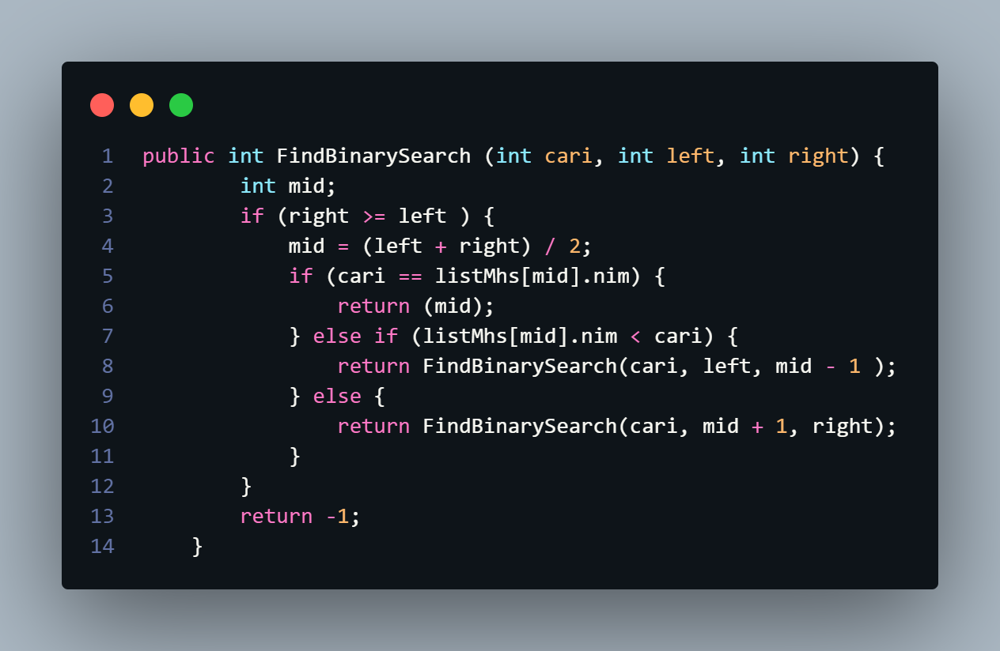 1 public int FindBinarySearch (int cari, int left, int right) {
2         int mid;
3         if (right >= left ) {
4             mid = (left + right) / 2;
5             if (cari == listMhs[mid].nim) {
6                 return (mid);
7             } else if (listMhs[mid].nim < cari) {
8                 return FindBinarySearch(cari, left, mid - 1 );
9             } else {
10                 return FindBinarySearch(cari, mid + 1, right);
11             }
12         }
13         return -1;
14     }